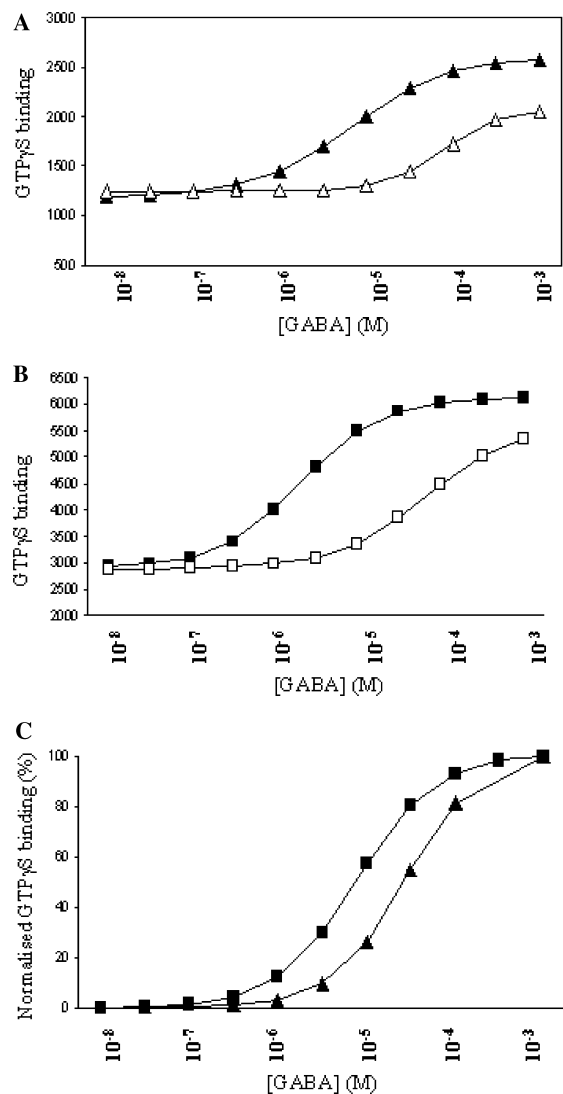 A
3000
2500
2000
1500
1000
500
GTPγS binding
10⁻⁸ 10⁻⁷ 10⁻⁶ 10⁻⁵ 10⁻⁴ 10⁻³
[GABA] (M)
B
6500
6000
5500
5000
4500
4000
3500
3000
2500
2000
GTPγS binding
10⁻⁸ 10⁻⁷ 10⁻⁶ 10⁻⁵ 10⁻⁴ 10⁻³
[GABA] (M)
C
100
80
60
40
20
0
Normalised GTPγS binding (%)
10⁻⁸ 10⁻⁷ 10⁻⁶ 10⁻⁵ 10⁻⁴ 10⁻³
[GABA] (M)